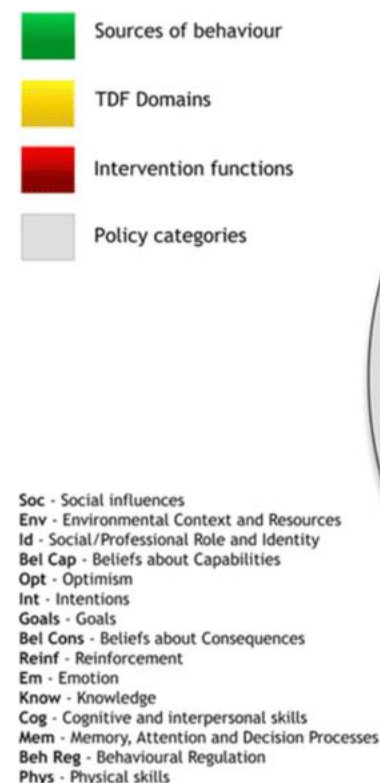 Sources of behaviour
TDF Domains
Intervention functions
Policy categories
Soc - Social influences
Env - Environmental Context and Resources
Id - Social/Professional Role and Identity
Bel Cap - Beliefs about Capabilities
Opt - Optimism
Int - Intentions
Goals - Goals
Bel Cons - Beliefs about Consequences
Reinf - Reinforcement
Em - Emotion
Know - Knowledge
Cog - Cognitive and interpersonal skills
Mem - Memory, Attention and Decision Processes
Beh Reg - Behavioural Regulation
Phys - Physical skills